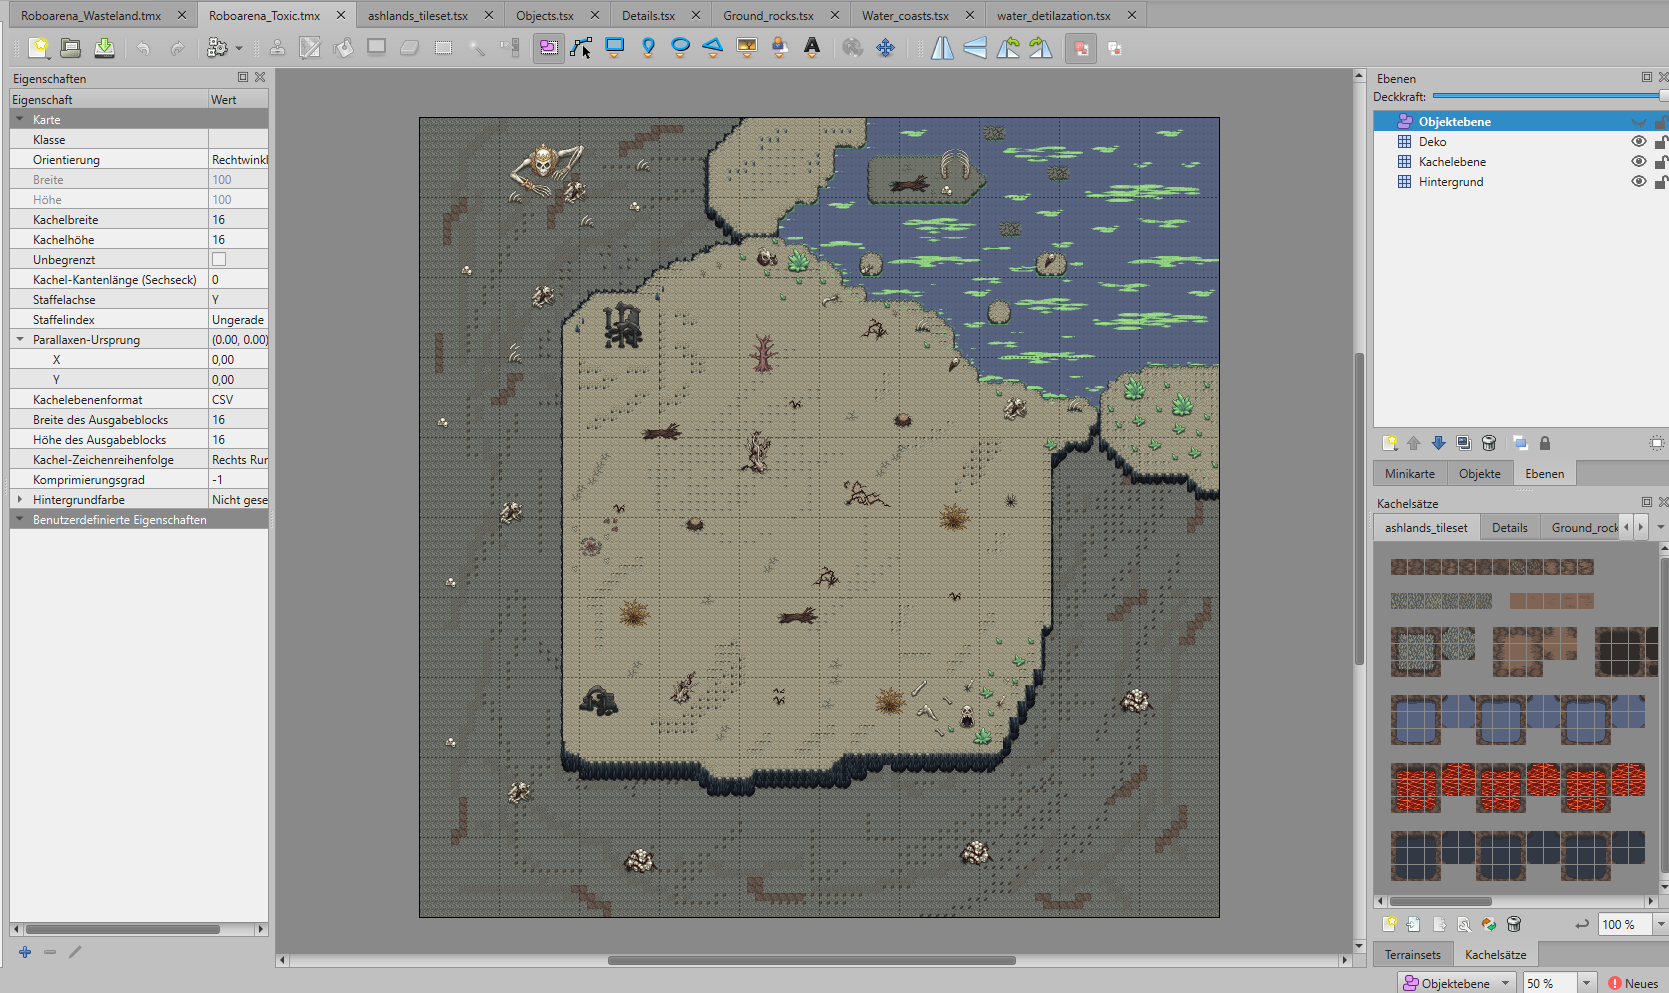 Roboarena_Wasteland.tmx
Roboarena_Toxic.tmx
ashlands_tileset.tsx
Objects.tsx
Details.tsx
Ground_rocks.tsx
Water_coasts.tsx
water_detilazation.tsx
Eigenschaften
Eigenschaft Wert
Karte
Klasse
Orientierung Rechtwinkl
Breite 100
Höhe 100
Kachelbreite 16
Kachelhöhe 16
Unbegrenzt
Kachel-Kantenlänge (Sechseck) 0
Staffelachse Y
Staffelindex Ungerade
Parallaxen-Ursprung (0.00, 0.00)
X 0,00
Y 0,00
Kachelebenenformat CSV
Breite des Ausgabeblocks 16
Höhe des Ausgabeblocks 16
Kachel-Zeichenreihenfolge Rechts Run
Komprimierungsgrad -1
Hintergrundfarbe Nicht gese
Benutzerdefinierte Eigenschaften
Ebenen
Deckkraft:
Objektebene
Deko
Kachelebene
Hintergrund
Minikarte Objekte Ebenen
Kachelsätze
ashlands_tileset Details Ground_rock
100 %
Terrainsets Kachelsätze
Objektebene 50 % Neues